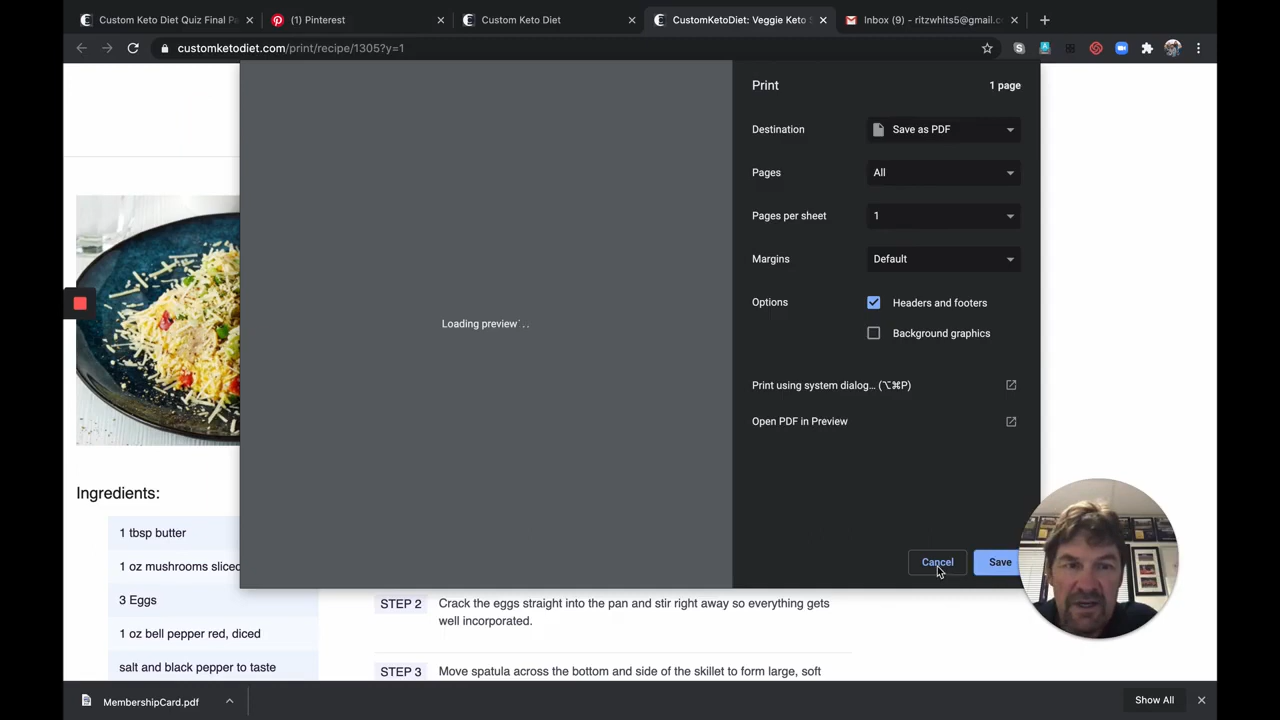 Custom Keto Diet Quiz Final Pa
(1) Pinterest
Custom Keto Diet
CustomKetoDiet: Veggie Keto
Inbox (9) - ritzwhits5@gmail.c
customketodiet.com/print/recipe/1305?y=1
Print
1 page
Destination
Save as PDF
Pages
All
Pages per sheet
1
Margins
Default
Options
Headers and footers
Background graphics
Loading preview...
Print using system dialog... (⌥⌘P)
Open PDF in Preview
Cancel
Save
Ingredients:
1 tbsp butter
1 oz mushrooms sliced
3 Eggs
1 oz bell pepper red, diced
salt and black pepper to taste
STEP 2
Crack the eggs straight into the pan and stir right away so everything gets
well incorporated.
STEP 3
Move spatula across the bottom and side of the skillet to form large, soft
MembershipCard.pdf
Show All